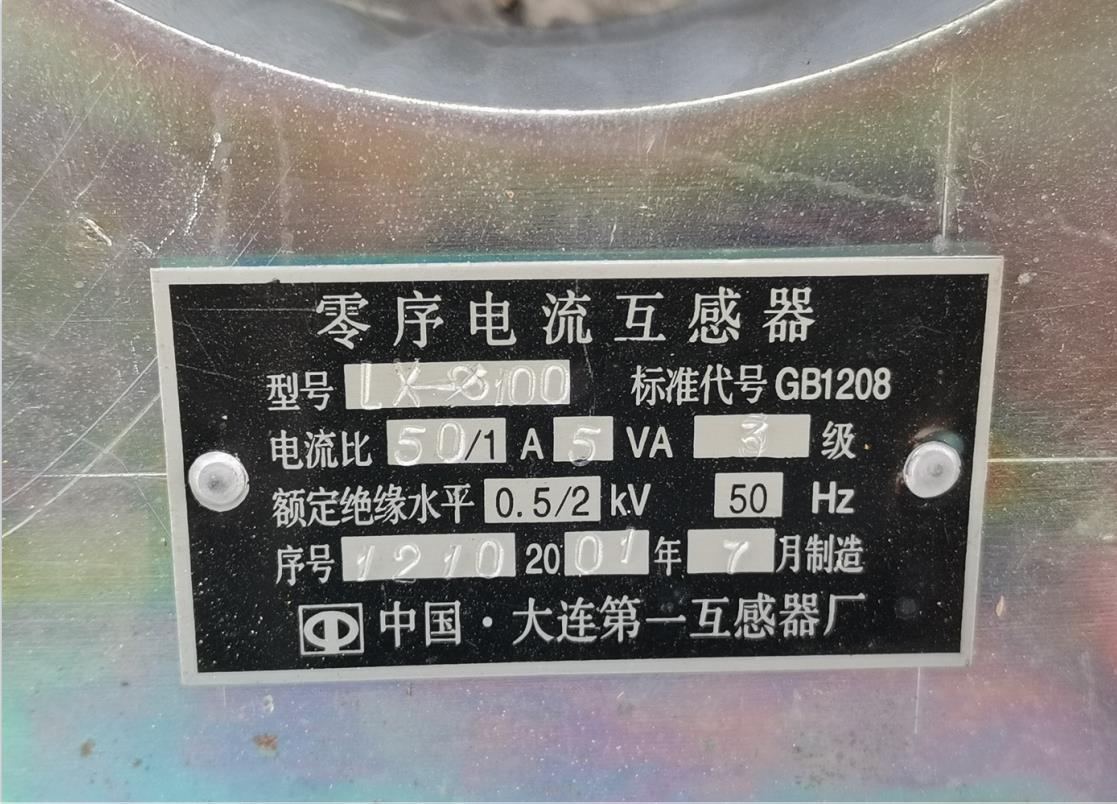 零序电流互感器
型号 LX-Φ100 标准代号 GB1208
电流比 50/1 A 5 VA 3 级
额定绝缘水平 0.5/2 kV 50 Hz
序号 1210 2001年 7 月制造
中国·大连第一互感器厂